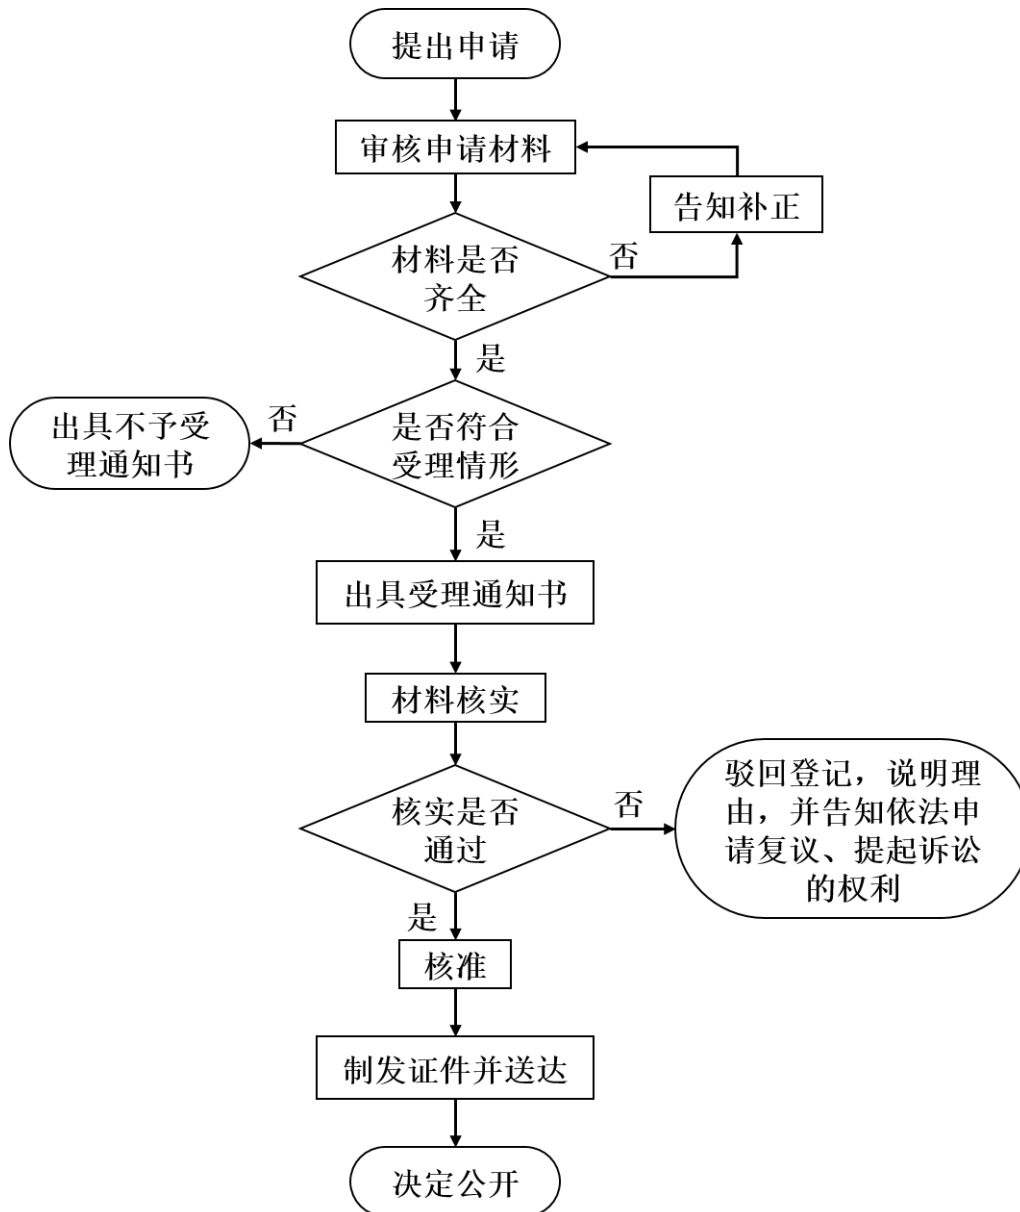 提出申请
审核申请材料
告知补正
材料是否
齐全
否
是
是否符合
受理情形
否
出具不予受
理通知书
是
出具受理通知书
材料核实
核实是否
通过
否
驳回登记，说明理
由，并告知依法申
请复议、提起诉讼
的权利
是
核准
制发证件并送达
决定公开